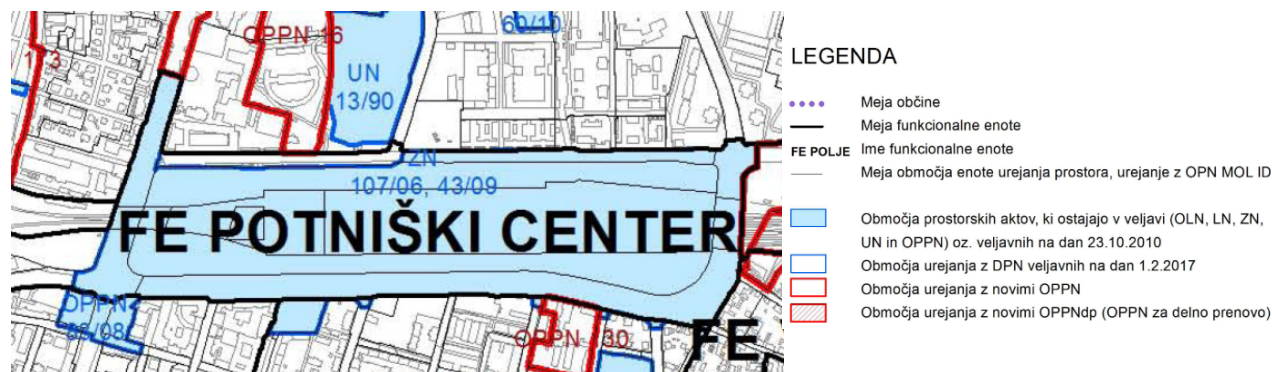 OPPN 16
60/10
173
UN
13/90
ZN
107/06, 43/09
FE POTNIŠKI CENTER
OPPN
OPPN
FE
LEGENDA
Meja občine
Meja funkcionalne enote
FE POLJE Ime funkcionalne enote
Meja območja enote urejanja prostora, urejanje z OPN MOL ID
Območja prostorskih aktov, ki ostajajo v veljavi (OLN, LN, ZN,
UN in OPPN) oz. veljavnih na dan 23.10.2010
Območja urejanja z DPN veljavnih na dan 1.2.2017
Območja urejanja z novimi OPPN
Območja urejanja z novimi OPPNdp (OPPN za delno prenovo)